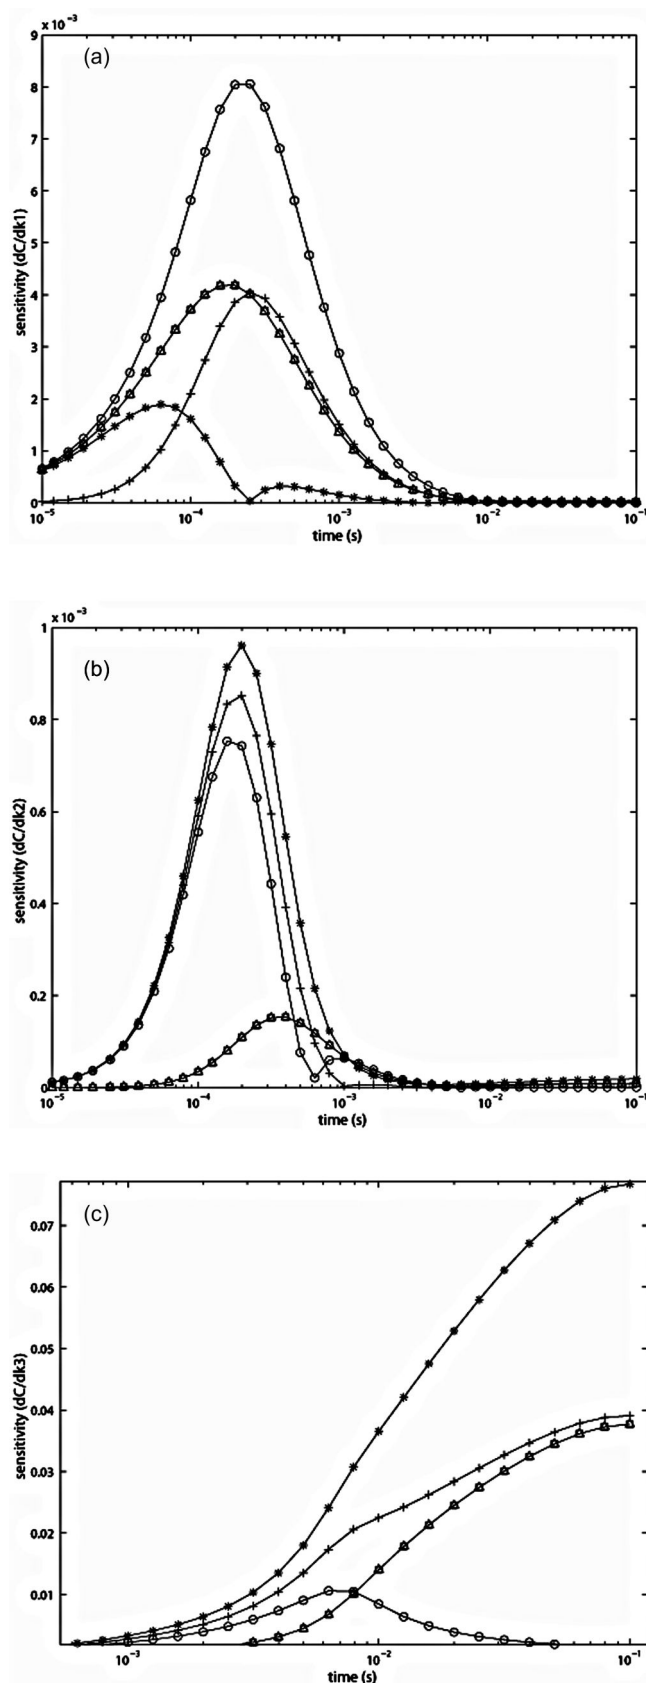 x 10⁻³
(a)
9
8
7
6
5
4
3
2
1
0
sensitivity (dC/dk1)
10⁻⁵ 10⁻⁴ 10⁻³ 10⁻² 10⁻¹
time (s)
x 10⁻³
(b)
1
0.8
0.6
0.4
0.2
0
sensitivity (dC/dk2)
10⁻⁵ 10⁻⁴ 10⁻³ 10⁻² 10⁻¹
time (s)
(c)
0.07
0.06
0.05
0.04
0.03
0.02
0.01
sensitivity (dC/dk3)
10⁻³ 10⁻² 10⁻¹
time (s)